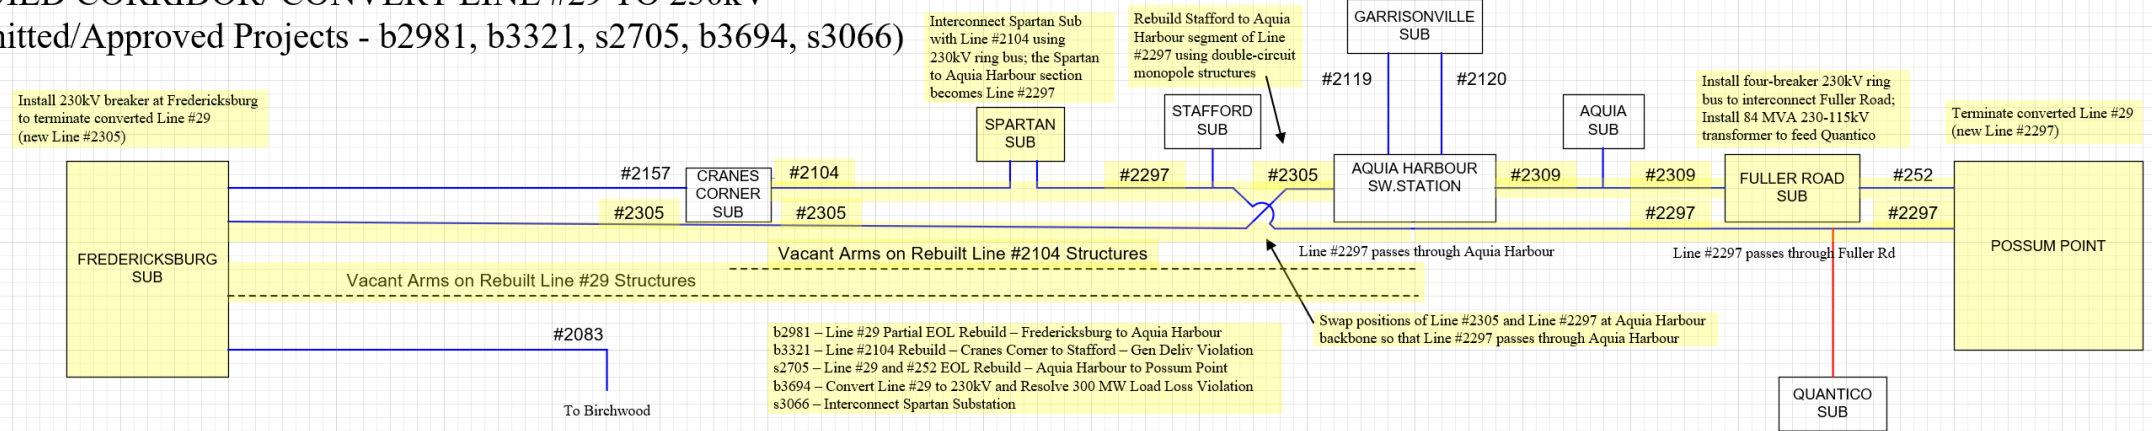 CORRIDOR/ CONVERT LINE #29 TO 230kV
mitted/Approved Projects - b2981, b3321, s2705, b3694, s3066)
Install 230kV breaker at Fredericksburg
to terminate converted Line #29
(new Line #2305)
Interconnect Spartan Sub
with Line #2104 using
230kV ring bus; the Spartan
to Aquia Harbour section
becomes Line #2297
Rebuild Stafford to Aquia
Harbour segment of Line
#2297 using double-circuit
monopole structures
GARRISONVILLE
SUB
#2119
#2120
Install four-breaker 230kV ring
bus to interconnect Fuller Road;
Install 84 MVA 230-115kV
transformer to feed Quantico
Terminate converted Line #29
(new Line #2297)
SPARTAN
SUB
STAFFORD
SUB
AQUIA
SUB
#2157
CRANES
CORNER
SUB
#2104
#2297
#2305
AQUIA HARBOUR
SW.STATION
#2309
#2309
FULLER ROAD
SUB
#252
#2305
#2305
#2297
#2297
FREDERICKSBURG
SUB
POSSUM POINT
Vacant Arms on Rebuilt Line #2104 Structures
Line #2297 passes through Aquia Harbour
Line #2297 passes through Fuller Rd
Vacant Arms on Rebuilt Line #29 Structures
Swap positions of Line #2305 and Line #2297 at Aquia Harbour
backbone so that Line #2297 passes through Aquia Harbour
#2083
To Birchwood
b2981 – Line #29 Partial EOL Rebuild – Fredericksburg to Aquia Harbour
b3321 – Line #2104 Rebuild – Cranes Corner to Stafford – Gen Deliv Violation
s2705 – Line #29 and #252 EOL Rebuild – Aquia Harbour to Possum Point
b3694 – Convert Line #29 to 230kV and Resolve 300 MW Load Loss Violation
s3066 – Interconnect Spartan Substation
QUANTICO
SUB